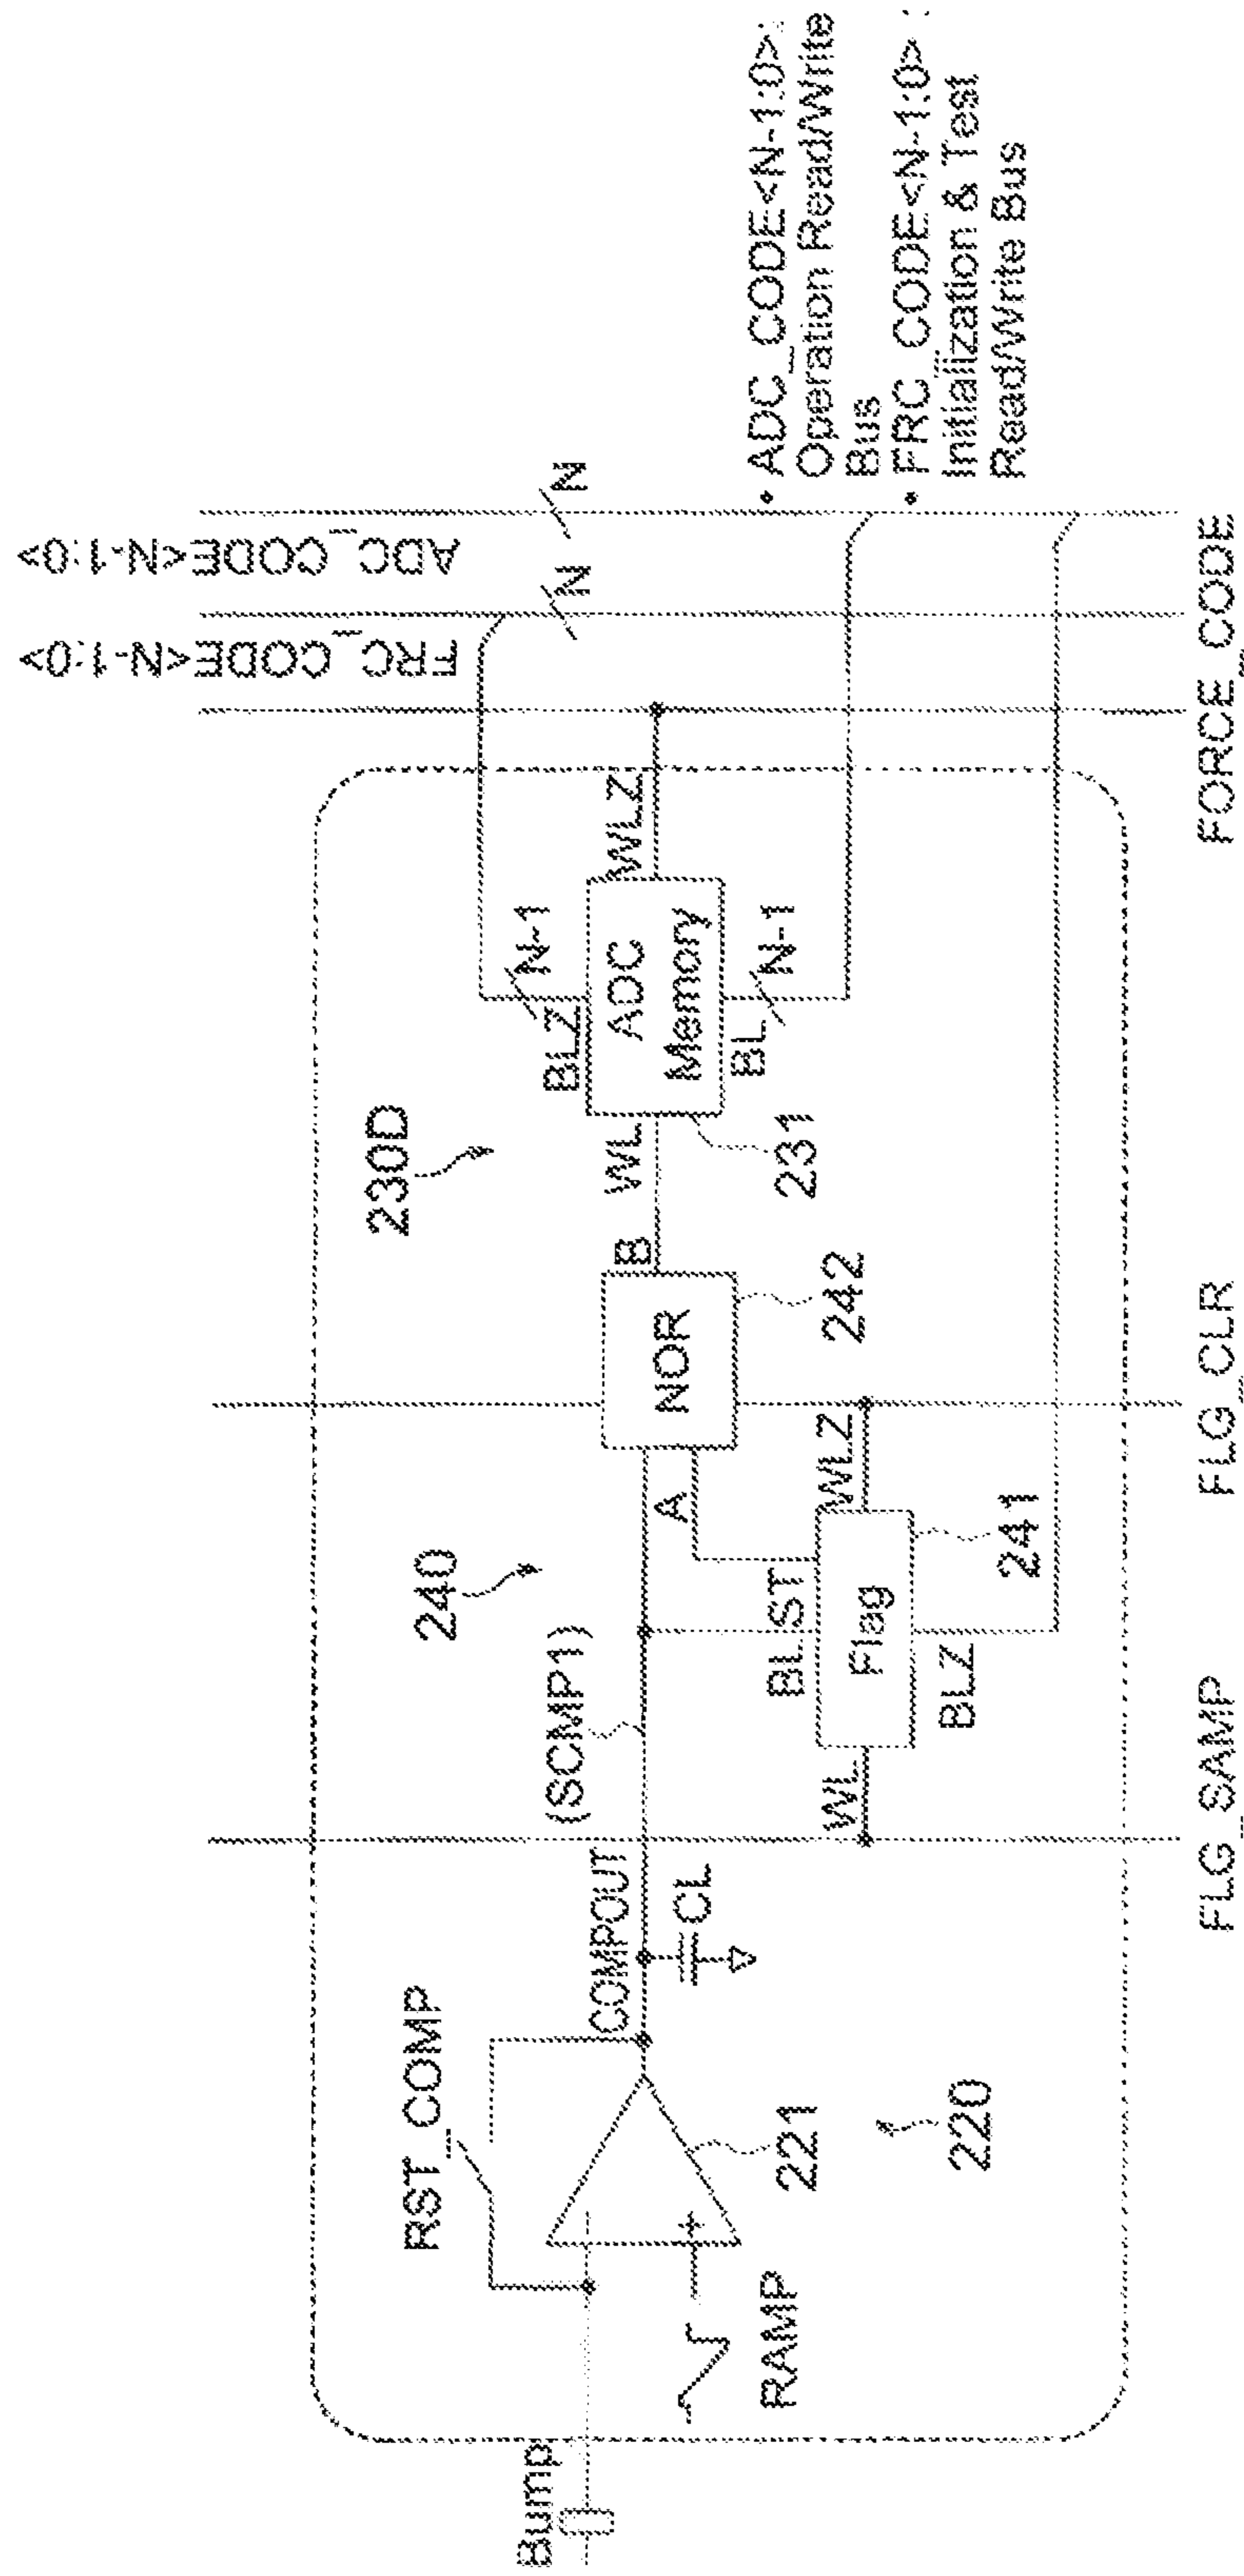 FRC_CODE<N-1:0>
ADC_CODE<N-1:0>
N
N
• ADC_CODE<N-1:0>:
Operation Read/Write
Bus
• FRC_CODE<N-1:0> :
Initialization & Test
Read/Write Bus
RST_COMP
240
230D
Bump
COMPOUT
(SCMP1)
BLZ
N-1
B
WL
ADC
Memory
WLZ
NOR
A
CL
RAMP
221
220
BL
ST
WL
Flag
WLZ
BLZ
241
242
231
BL
N-1
FLG_SAMP
FLG_CLR
FORCE_CODE